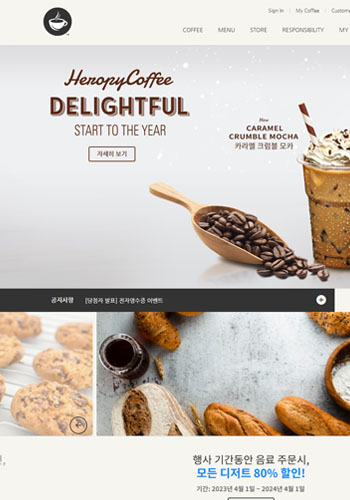 Sign In | My Coffee | Custome
COFFEE MENU STORE RESPONSIBILITY MY
HeropyCoffee
DELIGHTFUL
START TO THE YEAR
자세히 보기
New
CARAMEL
CRUMBLE MOCHA
카라멜 크럼블 모카
공지사항 [당첨자 발표] 전자영수증 이벤트
행사 기간동안 음료 주문시,
모든 디저트 80% 할인!
기간: 2023년 4월 1일 ~ 2024년 4월 1일